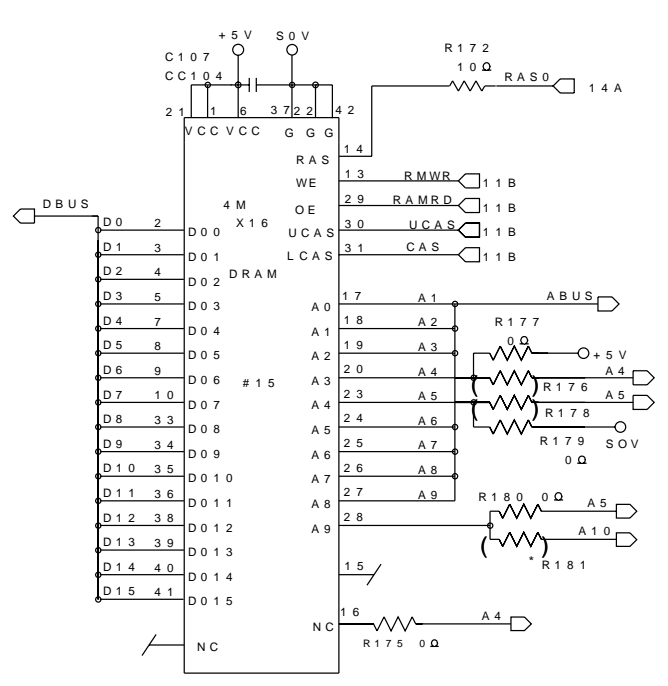 +5V S0V
C107
CC104
R172
10Ω RAS0
14A
21 1 6 37 22 42
VCC VCC G G G
14
RAS
13 RMWR
WE 11B
29 RAMRD
OE 11B
30 UCAS
UCAS 11B
31 CAS
LCAS 11B
4M
X16
DRAM
#15
DBUS
D0 2 D00
D1 3 D01
D2 4 D02
D3 5 D03
D4 7 D04
D5 8 D05
D6 9 D06
D7 10 D07
D8 33 D08
D9 34 D09
D10 35 D010
D11 36 D011
D12 38 D012
D13 39 D013
D14 40 D014
D15 41 D015
NC
A0 17 A1 ABUS
A1 18 A2
A2 19 A3
A3 20 A4
A4 23 A5
A5 24 A6
A6 25 A7
A7 26 A8
A8 27 A9
A9 28
R177
0Ω
+5V
A4
( ) R176
A5
( ) R178
R179
0Ω
S0V
R180 0Ω A5
A10
( )
* R181
15
16
NC A4
R175 0Ω